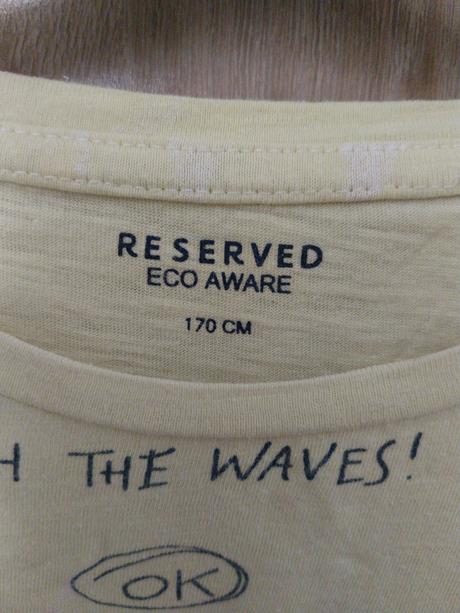 RESERVED
ECO AWARE
170 CM
H THE WAVES!
OK